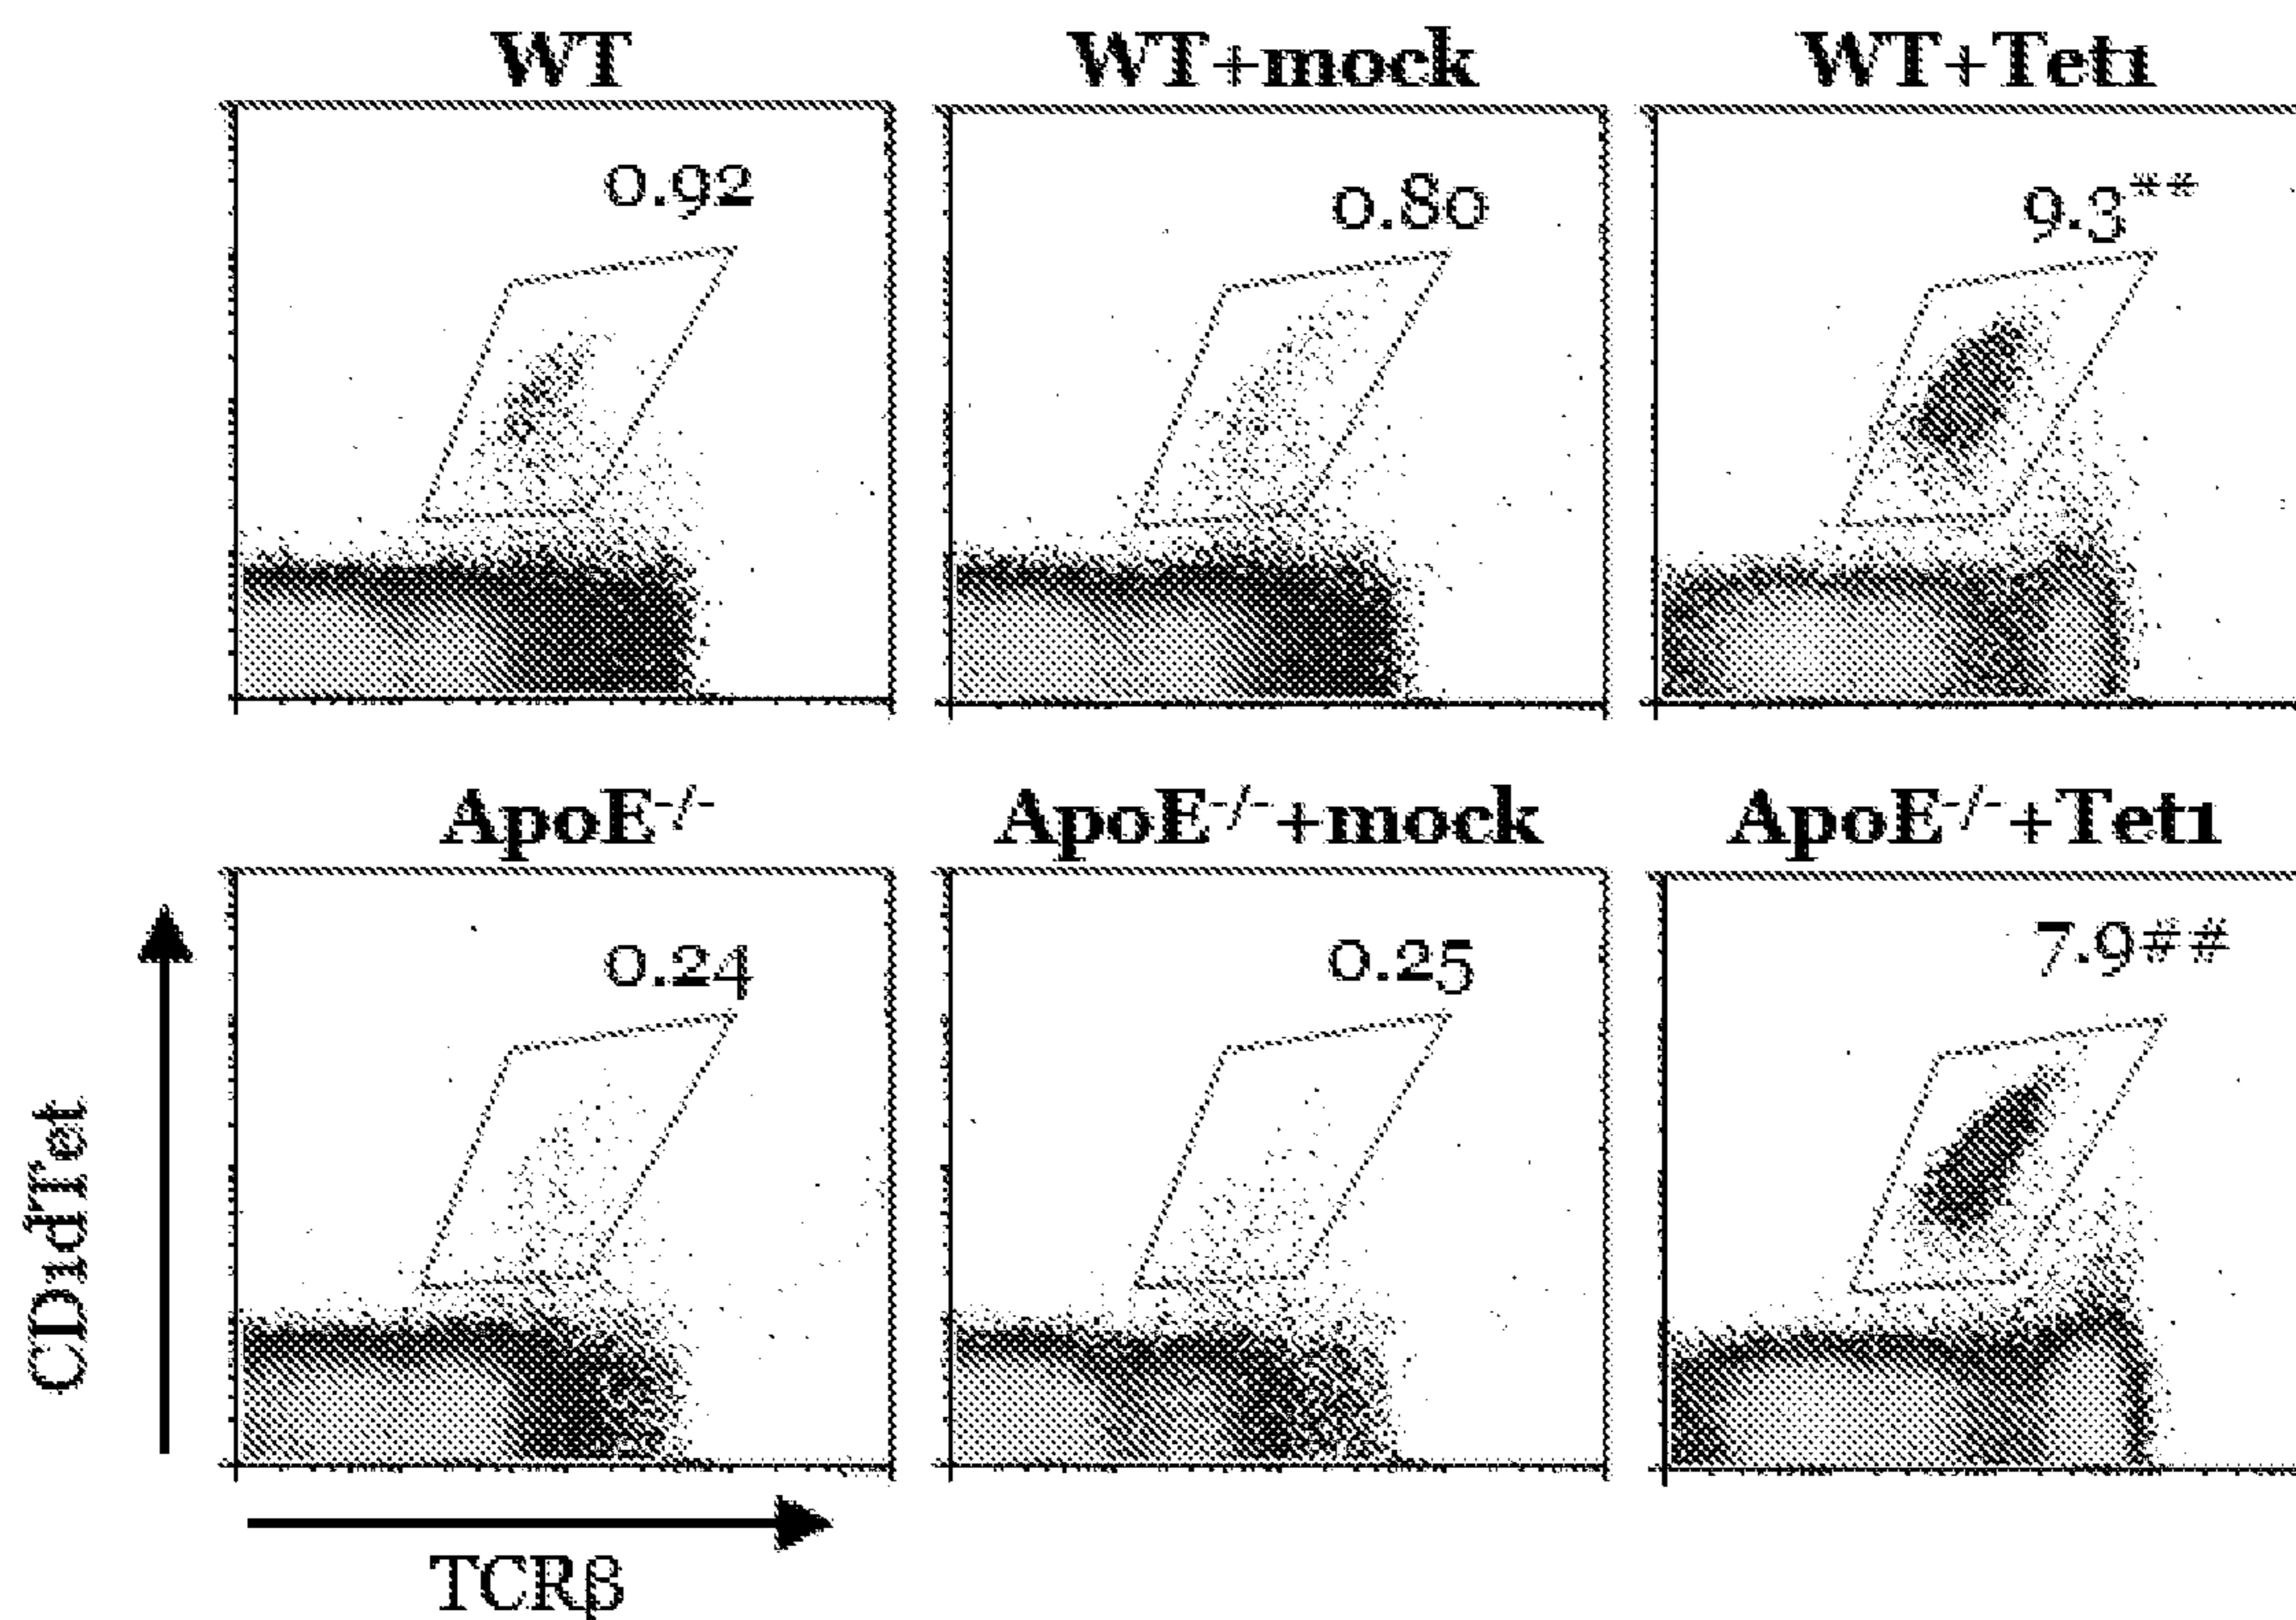 WT
WT+mock
WT+Tet1
0.92
0.80
9.3##
ApoE-/-
ApoE-/-+mock
ApoE-/-+Tet1
0.24
0.25
7.9##
CD1dTet
TCRβ